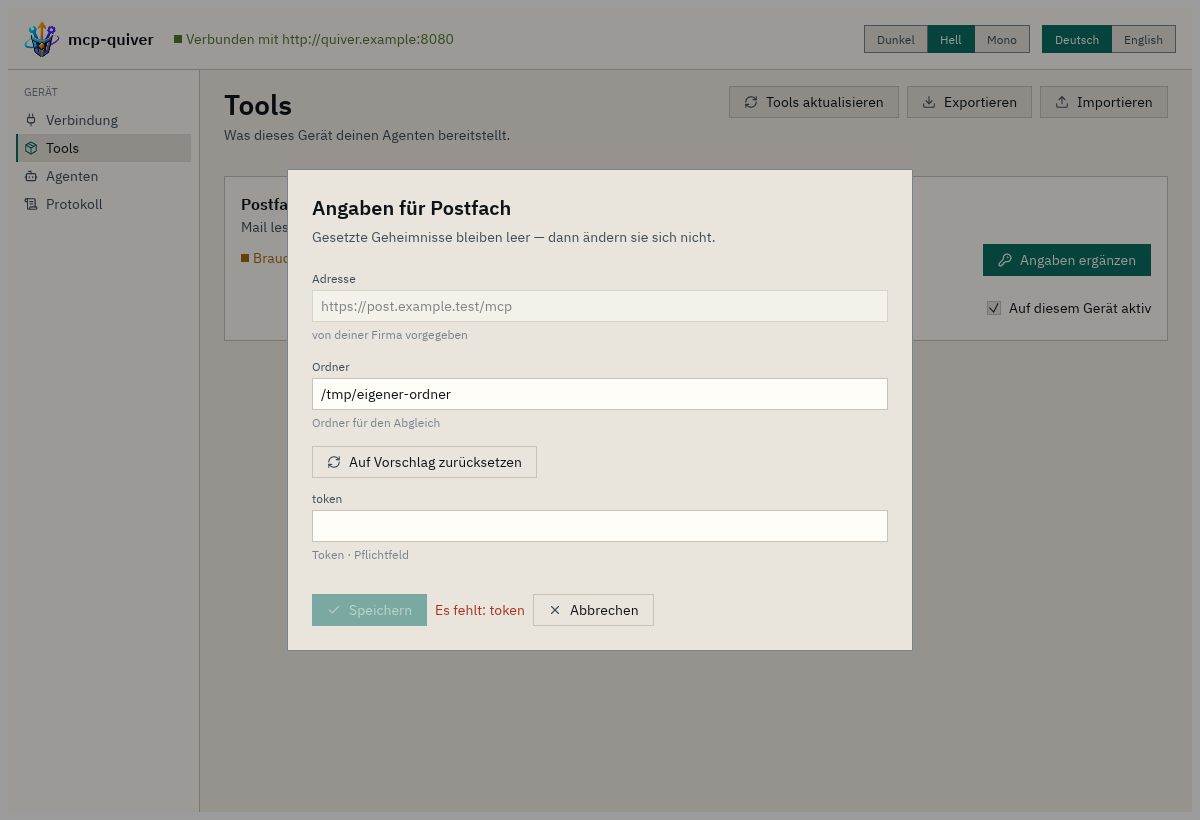 mcp-quiver
Verbunden mit http://quiver.example:8080
Dunkel
Hell
Mono
Deutsch
English
GERÄT
Verbindung
Tools
Agenten
Protokoll
Tools
Was dieses Gerät deinen Agenten bereitstellt.
Tools aktualisieren
Exportieren
Importieren
Angaben ergänzen
Auf diesem Gerät aktiv
Angaben für Postfach
Gesetzte Geheimnisse bleiben leer — dann ändern sie sich nicht.
Adresse
https://post.example.test/mcp
von deiner Firma vorgegeben
Ordner
/tmp/eigener-ordner
Ordner für den Abgleich
Auf Vorschlag zurücksetzen
token
Token · Pflichtfeld
Speichern
Es fehlt: token
Abbrechen